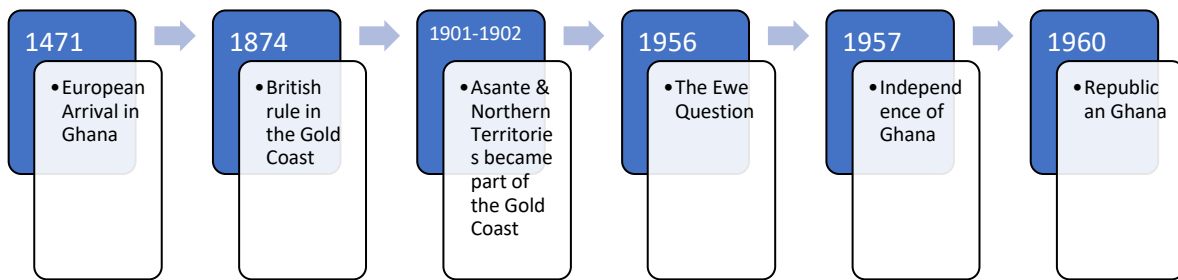 1471
•European
Arrival in
Ghana
1874
•British
rule in
the Gold
Coast
1901-1902
•Asante &
Northern
Territorie
s became
part of
the Gold
Coast
1956
•The Ewe
Question
1957
•Independ
ence of
Ghana
1960
•Republic
an Ghana